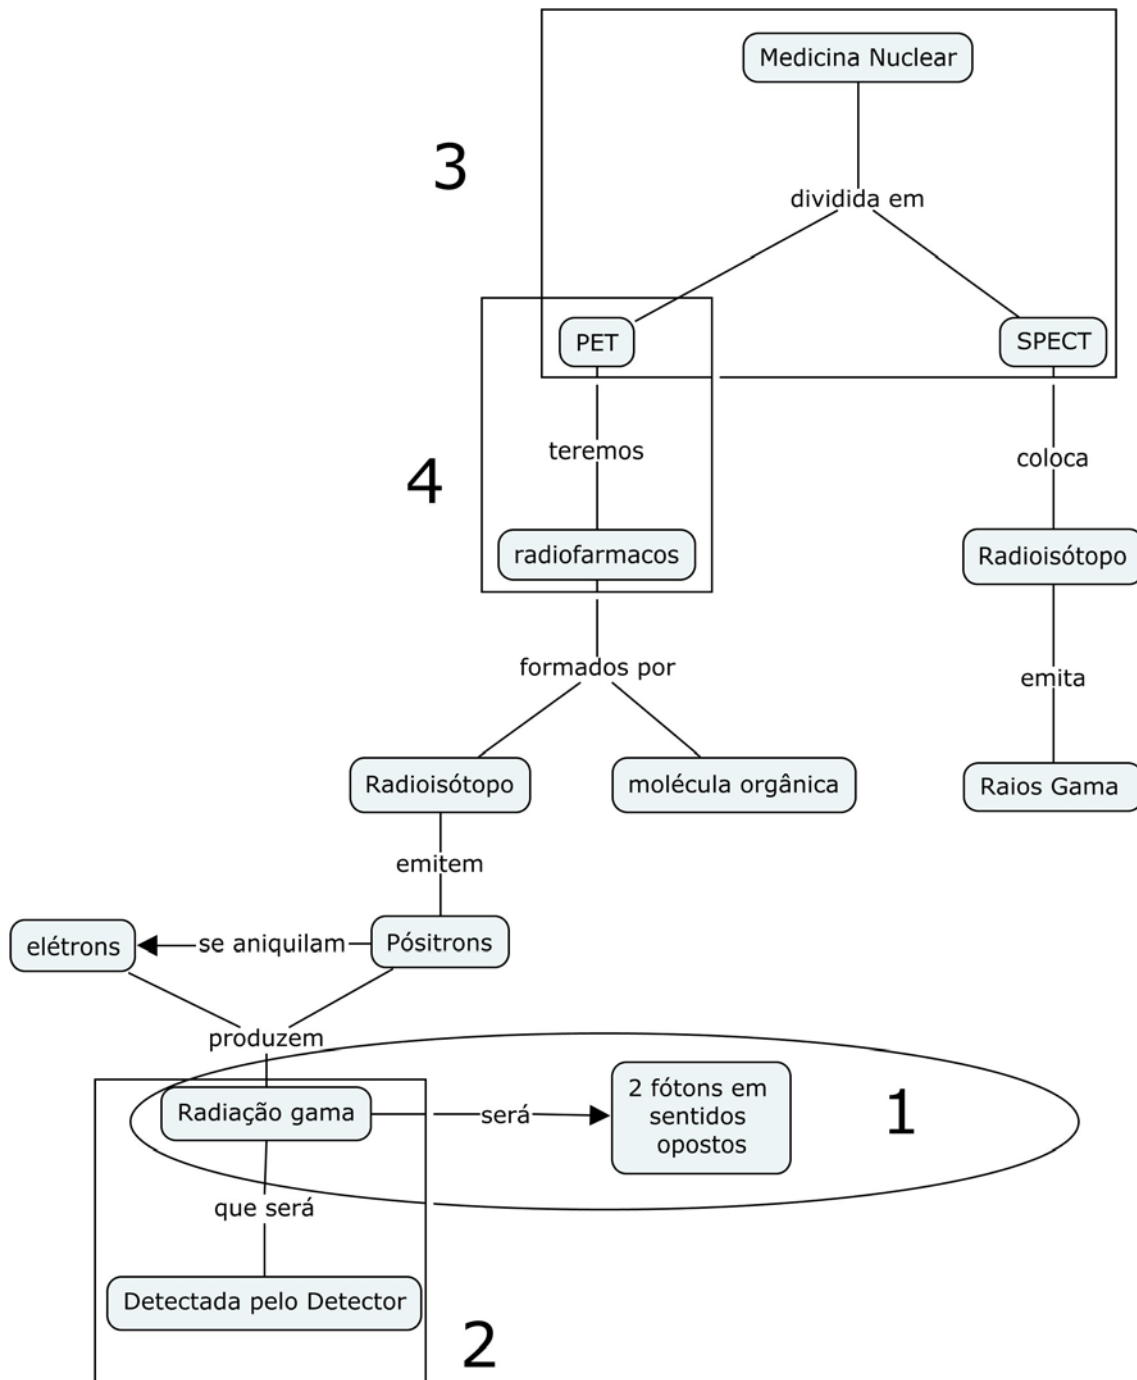 Medicina Nuclear
3
dividida em
PET
SPECT
teremos
coloca
4
radiofarmacos
Radioisótopo
formados por
emita
Radioisótopo
molécula orgânica
Raios Gama
emitem
elétrons
se aniquilam
Pósitrons
produzem
Radiação gama
será
2 fótons em
sentidos
opostos
1
que será
Detectada pelo Detector
2